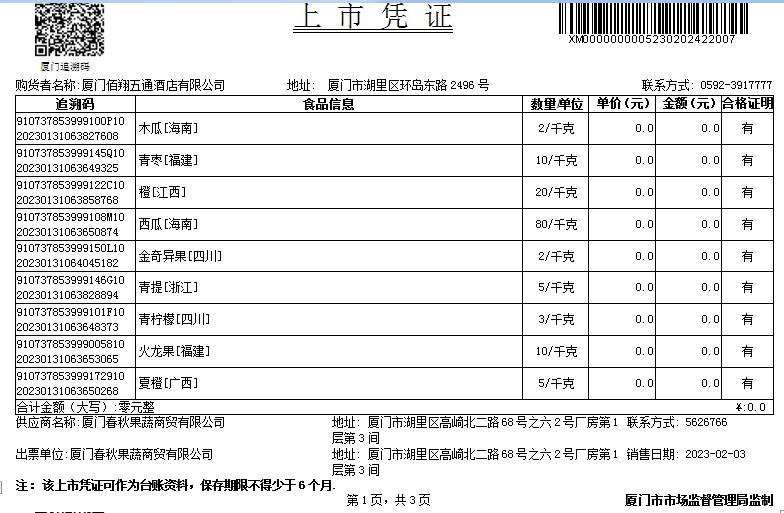 上市凭证
厦门追溯码
XM0000000005230202422007
购货者名称:厦门佰翔五通酒店有限公司 地址: 厦门市湖里区环岛东路2496号 联系方式: 0592-3917777
追溯码 食品信息 数量/单位 单价(元) 金额(元) 合格证明
910737853999100P10
20230131063827608 木瓜[海南] 2/千克 0.0 0.0 有
910737853999145Q10
20230131063649325 青枣[福建] 10/千克 0.0 0.0 有
910737853999122C10
20230131063858768 橙[江西] 20/千克 0.0 0.0 有
910737853999108M10
20230131063650874 西瓜[海南] 80/千克 0.0 0.0 有
910737853999150L10
20230131064045182 金奇异果[四川] 2/千克 0.0 0.0 有
910737853999146G10
20230131063828894 青提[浙江] 5/千克 0.0 0.0 有
910737853999101F10
20230131063648373 青柠檬[四川] 3/千克 0.0 0.0 有
910737853999005810
20230131063653065 火龙果[福建] 10/千克 0.0 0.0 有
910737853999172910
20230131063650268 夏橙[广西] 5/千克 0.0 0.0 有
合计金额(大写):零元整 ¥:0.0
供应商名称:厦门春秋果蔬商贸有限公司 地址: 厦门市湖里区高崎北二路68号之六2号厂房第1 联系方式: 5626766
层第3间
出票单位:厦门春秋果蔬商贸有限公司 地址: 厦门市湖里区高崎北二路68号之六2号厂房第1 销售日期: 2023-02-03
层第3间
注: 该上市凭证可作为台账资料,保存期限不得少于6个月.
第1页,共3页 厦门市市场监督管理局监制